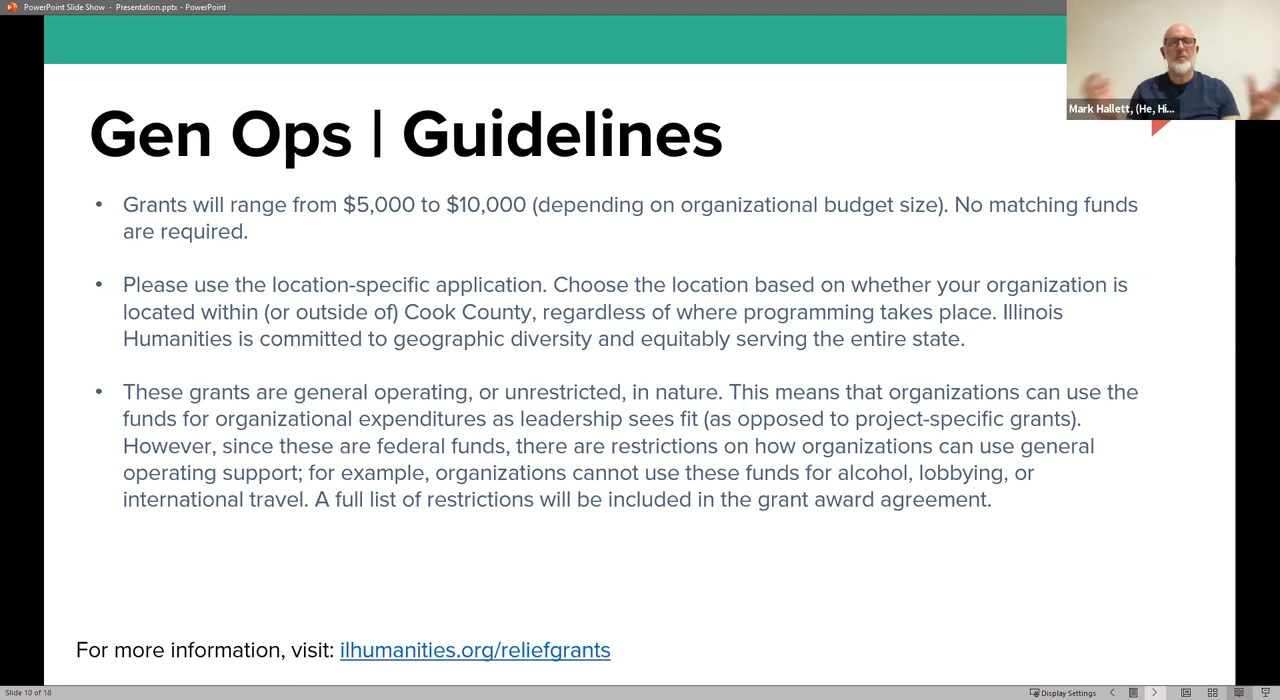 PowerPoint Slide Show - Presentation.pptx - PowerPoint
Mark Hallett, (He, Hi...
Gen Ops | Guidelines
• Grants will range from $5,000 to $10,000 (depending on organizational budget size). No matching funds
are required.
• Please use the location-specific application. Choose the location based on whether your organization is
located within (or outside of) Cook County, regardless of where programming takes place. Illinois
Humanities is committed to geographic diversity and equitably serving the entire state.
• These grants are general operating, or unrestricted, in nature. This means that organizations can use the
funds for organizational expenditures as leadership sees fit (as opposed to project-specific grants).
However, since these are federal funds, there are restrictions on how organizations can use general
operating support; for example, organizations cannot use these funds for alcohol, lobbying, or
international travel. A full list of restrictions will be included in the grant award agreement.
For more information, visit: ilhumanities.org/reliefgrants
Slide 10 of 18
Display Settings